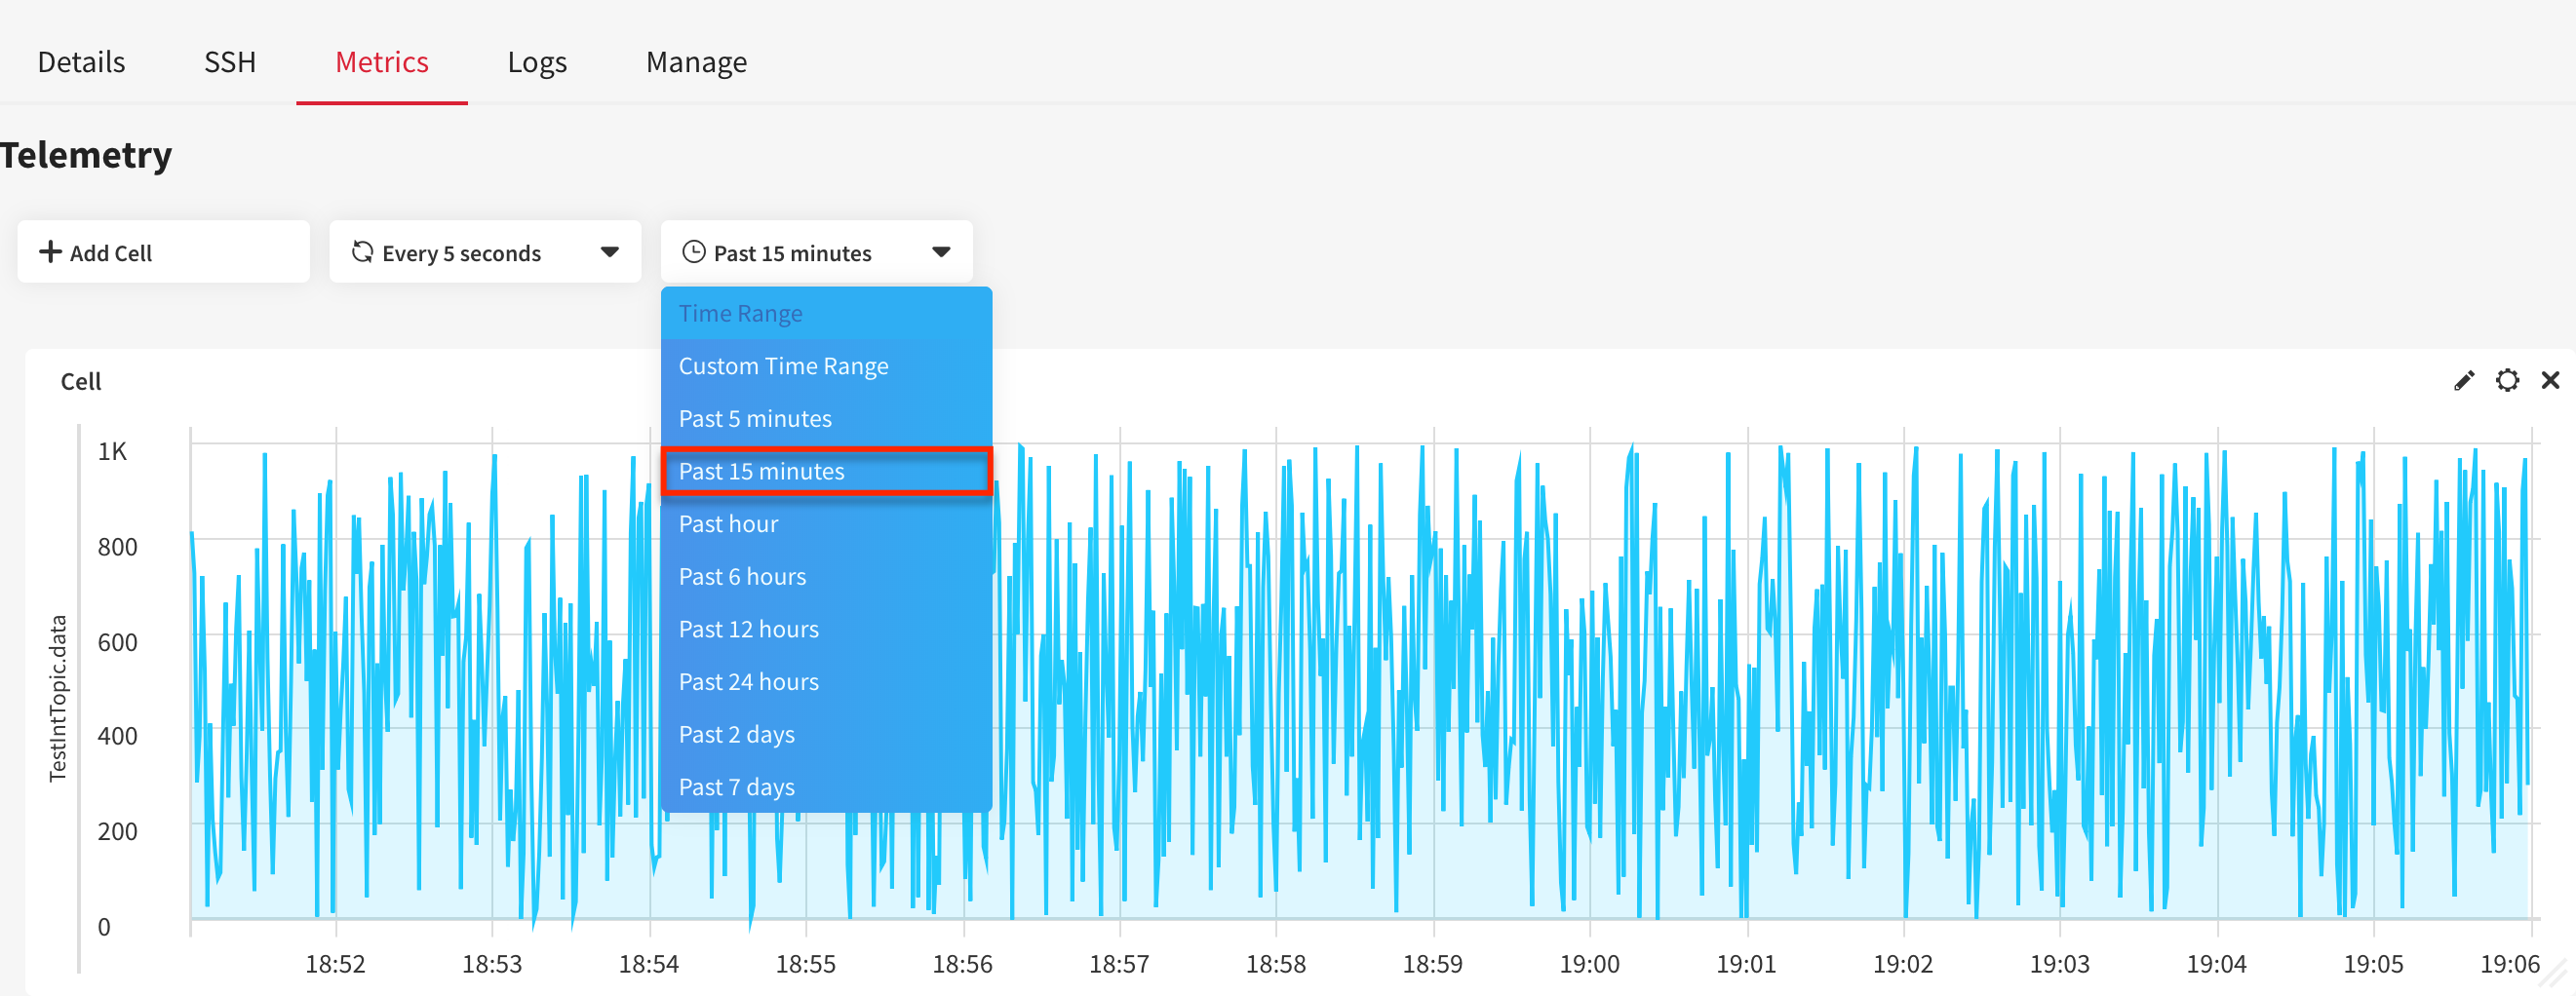 Details SSH Metrics Logs Manage
Telemetry
Add Cell Every 5 seconds Past 15 minutes
Time Range
Custom Time Range
Past 5 minutes
Past 15 minutes
Past hour
Past 6 hours
Past 12 hours
Past 24 hours
Past 2 days
Past 7 days
Cell
TestIntTopic.data
1K
800
600
400
200
0
18:52 18:53 18:54 18:55 18:56 18:57 18:58 18:59 19:00 19:01 19:02 19:03 19:04 19:05 19:06